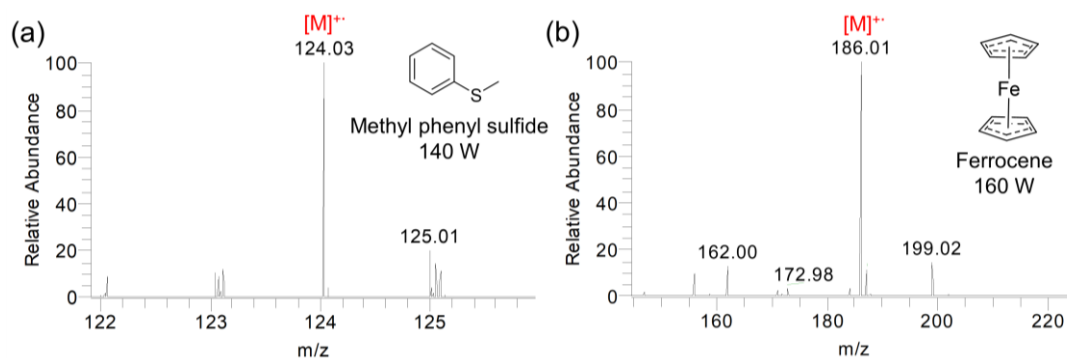 (a)
[M]+·
124.03
100
80
60
40
20
0
Relative Abundance
S
Methyl phenyl sulfide
140 W
125.01
122
123
124
125
m/z
(b)
[M]+·
186.01
100
80
60
40
20
0
Relative Abundance
Fe
Ferrocene
160 W
162.00
172.98
199.02
160
180
200
220
m/z